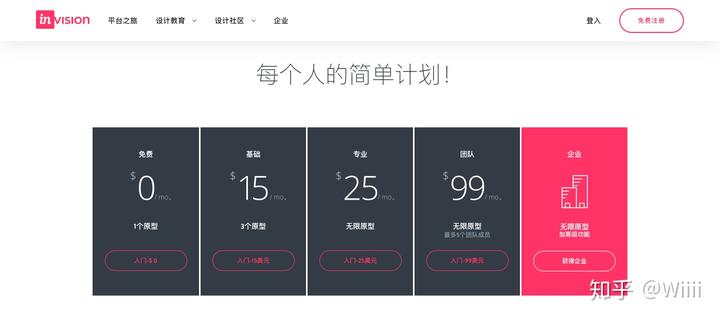 invision 平台之旅 设计教育 设计社区 企业 登入 免费注册
每个人的简单计划！
免费
$0/ mo。
1个原型
入门-$ 0
基础
$15/ mo。
3个原型
入门-15美元
专业
$25/ mo。
无限原型
入门-25美元
团队
$99/ mo。
无限原型
最多5个团队成员
入门-99美元
企业
无限原型
加高级功能
获得企业
知乎 @Wiiii